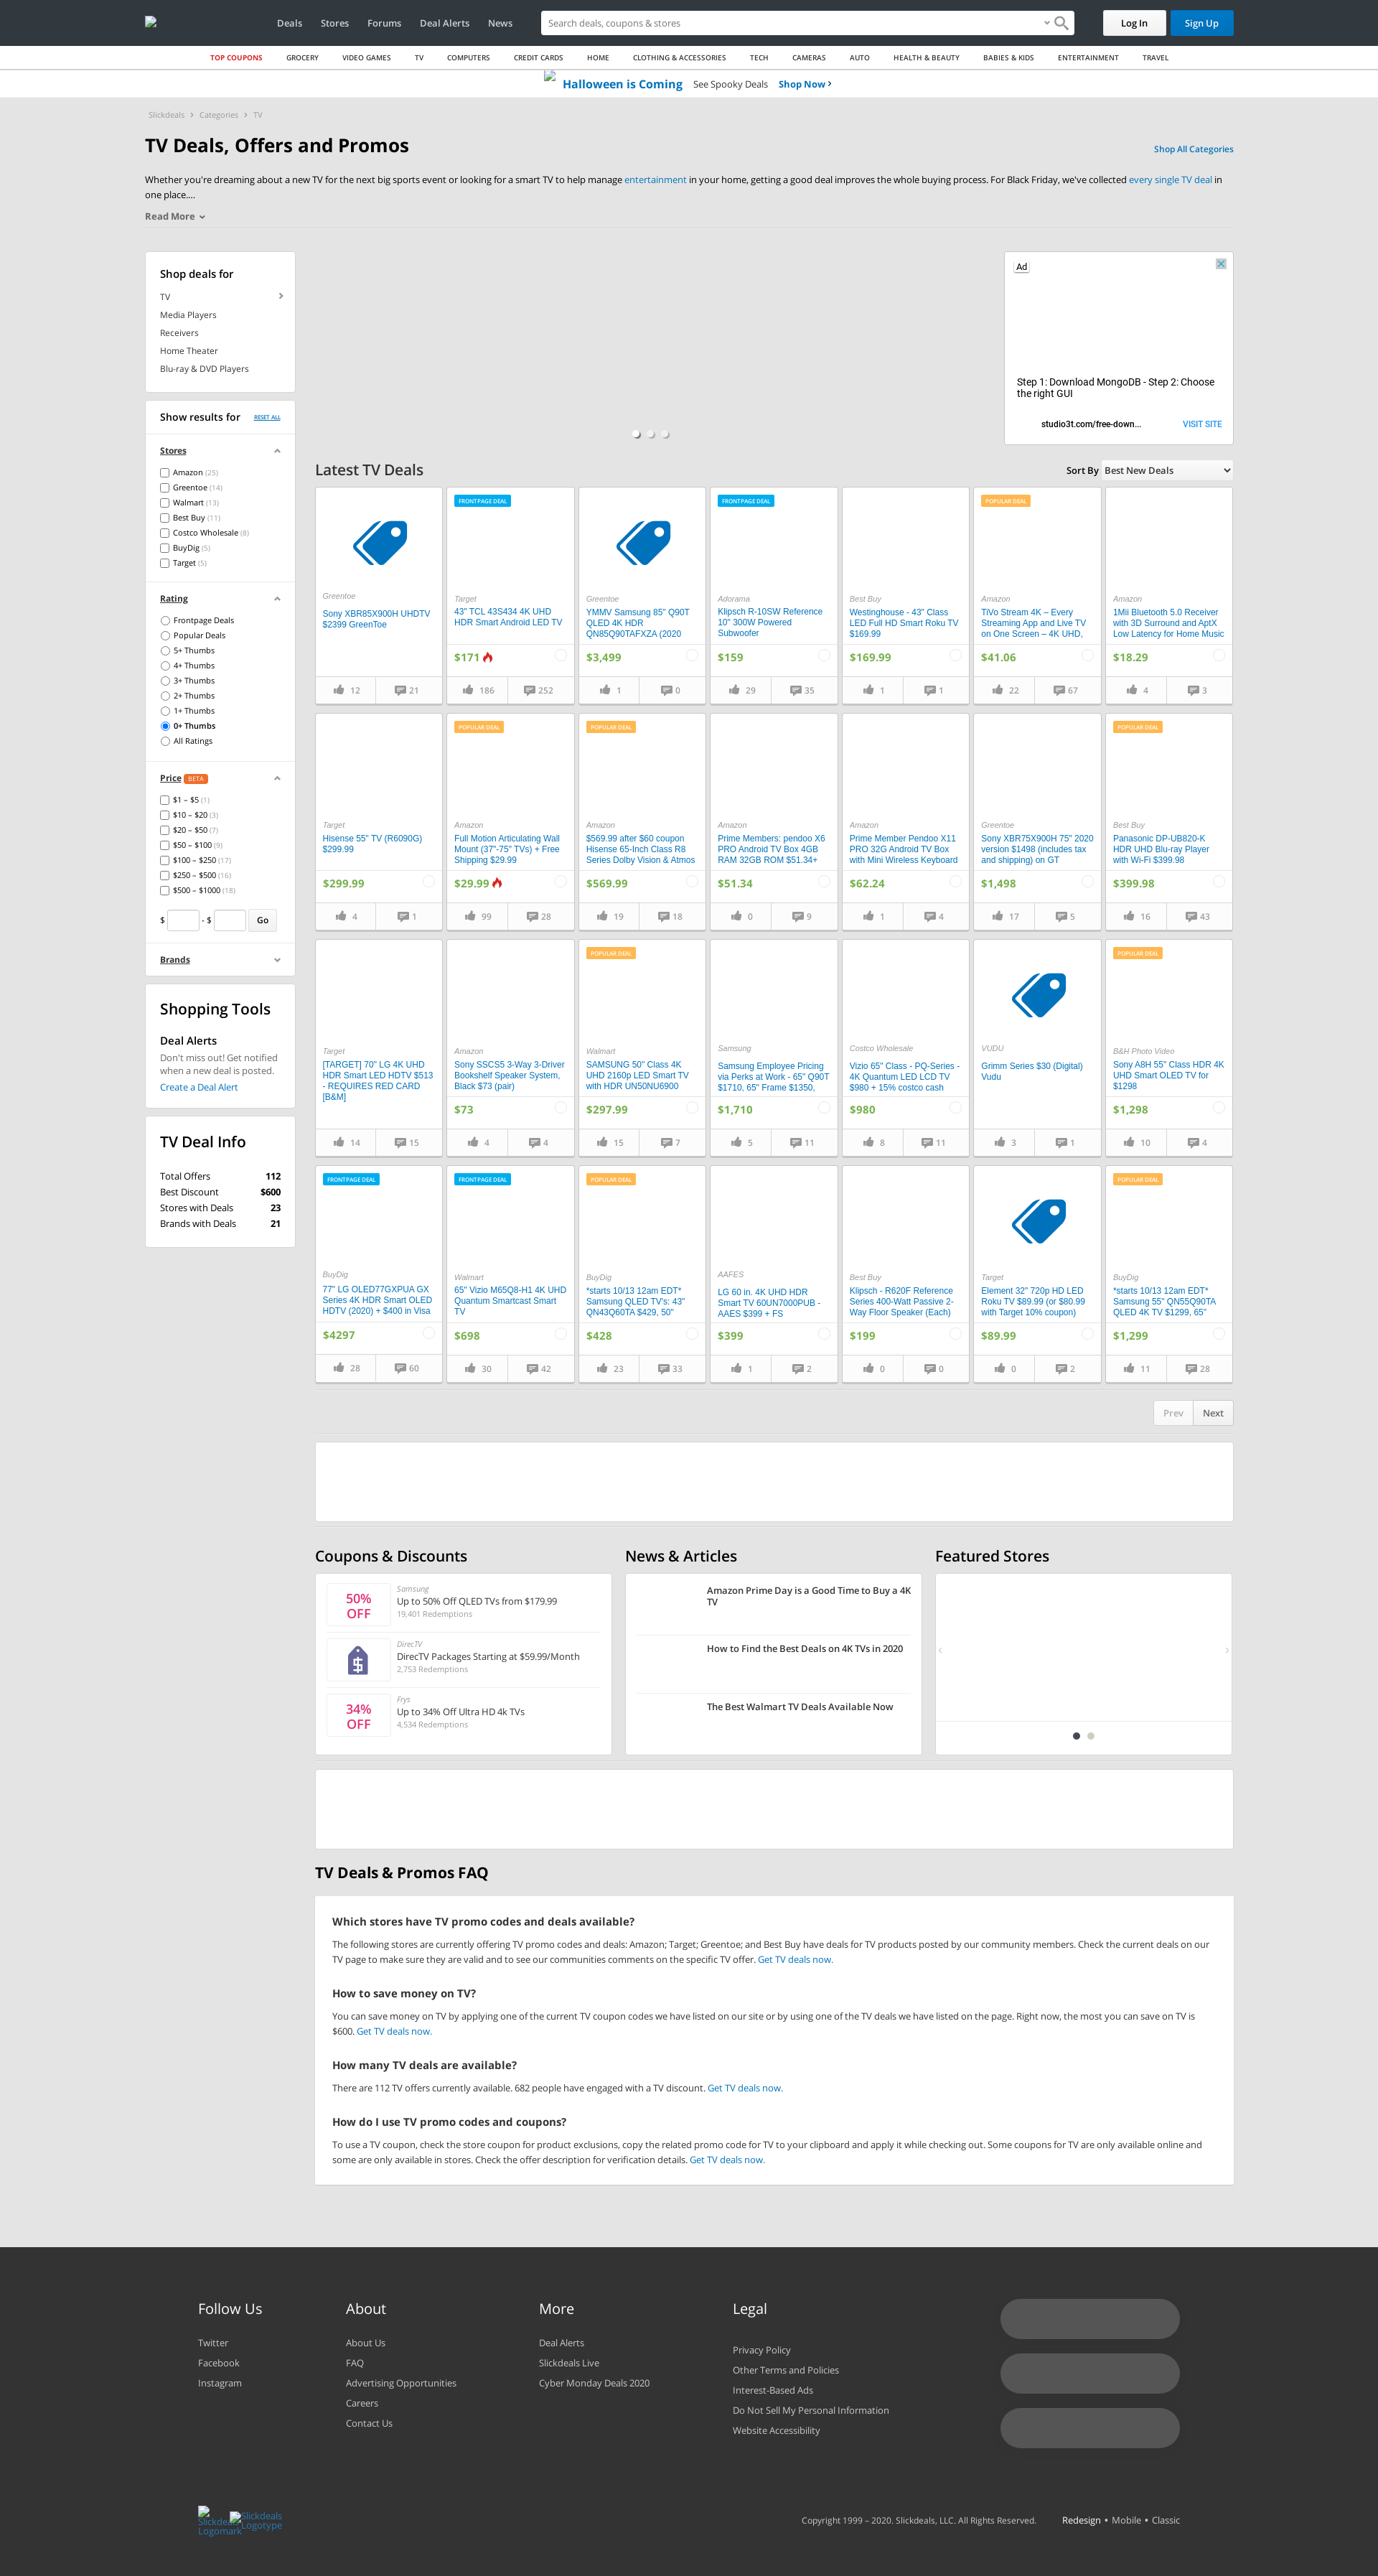 Deals Stores Forums Deal Alerts News Search deals, coupons & stores Log In Sign Up
TOP COUPONS GROCERY VIDEO GAMES TV COMPUTERS CREDIT CARDS HOME CLOTHING & ACCESSORIES TECH CAMERAS AUTO HEALTH & BEAUTY BABIES & KIDS ENTERTAINMENT TRAVEL
Halloween is Coming See Spooky Deals Shop Now
Slickdeals Categories TV
TV Deals, Offers and Promos
Shop All Categories
Whether you're dreaming about a new TV for the next big sports event or looking for a smart TV to help manage entertainment in your home, getting a good deal improves the whole buying process. For Black Friday, we've collected every single TV deal in
one place....
Read More
Shop deals for
TV
Media Players
Receivers
Home Theater
Blu-ray & DVD Players
Show results for RESET ALL
Stores
Amazon (25)
Greentoe (14)
Walmart (13)
Best Buy (11)
Costco Wholesale (8)
BuyDig (5)
Target (5)
Rating
Frontpage Deals
Popular Deals
5+ Thumbs
4+ Thumbs
3+ Thumbs
2+ Thumbs
1+ Thumbs
0+ Thumbs
All Ratings
Price BETA
$1 – $5 (1)
$10 – $20 (3)
$20 – $50 (7)
$50 – $100 (9)
$100 – $250 (17)
$250 – $500 (16)
$500 – $1000 (18)
$ - $ Go
Brands
Shopping Tools
Deal Alerts
Don't miss out! Get notified
when a new deal is posted.
Create a Deal Alert
TV Deal Info
Total Offers 112
Best Discount $600
Stores with Deals 23
Brands with Deals 21
Ad
Step 1: Download MongoDB - Step 2: Choose
the right GUI
studio3t.com/free-down... VISIT SITE
Latest TV Deals
Sort By Best New Deals
Greentoe
Sony XBR85X900H UHDTV
$2399 GreenToe
12 21
FRONTPAGE DEAL
Target
43" TCL 43S434 4K UHD
HDR Smart Android LED TV
$171
186 252
Greentoe
YMMV Samsung 85" Q90T
QLED 4K HDR
QN85Q90TAFXZA (2020
$3,499
1 0
FRONTPAGE DEAL
Adorama
Klipsch R-10SW Reference
10" 300W Powered
Subwoofer
$159
29 35
Best Buy
Westinghouse - 43" Class
LED Full HD Smart Roku TV
$169.99
$169.99
1 1
POPULAR DEAL
Amazon
TiVo Stream 4K – Every
Streaming App and Live TV
on One Screen – 4K UHD,
$41.06
22 67
Amazon
1Mii Bluetooth 5.0 Receiver
with 3D Surround and AptX
Low Latency for Home Music
$18.29
4 3
Target
Hisense 55" TV (R6090G)
$299.99
$299.99
4 1
POPULAR DEAL
Amazon
Full Motion Articulating Wall
Mount (37"-75" TVs) + Free
Shipping $29.99
$29.99
99 28
POPULAR DEAL
Amazon
$569.99 after $60 coupon
Hisense 65-Inch Class R8
Series Dolby Vision & Atmos
$569.99
19 18
Amazon
Prime Members: pendoo X6
PRO Android TV Box 4GB
RAM 32GB ROM $51.34+
$51.34
0 9
Amazon
Prime Member Pendoo X11
PRO 32G Android TV Box
with Mini Wireless Keyboard
$62.24
1 4
Greentoe
Sony XBR75X900H 75" 2020
version $1498 (includes tax
and shipping) on GT
$1,498
17 5
POPULAR DEAL
Best Buy
Panasonic DP-UB820-K
HDR UHD Blu-ray Player
with Wi-Fi $399.98
$399.98
16 43
Target
[TARGET] 70" LG 4K UHD
HDR Smart LED HDTV $513
- REQUIRES RED CARD
[B&M]
14 15
Amazon
Sony SSCS5 3-Way 3-Driver
Bookshelf Speaker System,
Black $73 (pair)
$73
4 4
POPULAR DEAL
Walmart
SAMSUNG 50" Class 4K
UHD 2160p LED Smart TV
with HDR UN50NU6900
$297.99
15 7
Samsung
Samsung Employee Pricing
via Perks at Work - 65" Q90T
$1710, 65" Frame $1350,
$1,710
5 11
Costco Wholesale
Vizio 65" Class - PQ-Series -
4K Quantum LED LCD TV
$980 + 15% costco cash
$980
8 11
VUDU
Grimm Series $30 (Digital)
Vudu
3 1
POPULAR DEAL
B&H Photo Video
Sony A8H 55" Class HDR 4K
UHD Smart OLED TV for
$1298
$1,298
10 4
FRONTPAGE DEAL
BuyDig
77" LG OLED77GXPUA GX
Series 4K HDR Smart OLED
HDTV (2020) + $400 in Visa
$4297
28 60
FRONTPAGE DEAL
Walmart
65" Vizio M65Q8-H1 4K UHD
Quantum Smartcast Smart
TV
$698
30 42
POPULAR DEAL
BuyDig
*starts 10/13 12am EDT*
Samsung QLED TV's: 43"
QN43Q60TA $429, 50"
$428
23 33
AAFES
LG 60 in. 4K UHD HDR
Smart TV 60UN7000PUB -
AAES $399 + FS
$399
1 2
Best Buy
Klipsch - R620F Reference
Series 400-Watt Passive 2-
Way Floor Speaker (Each)
$199
0 0
Target
Element 32" 720p HD LED
Roku TV $89.99 (or $80.99
with Target 10% coupon)
$89.99
0 2
POPULAR DEAL
BuyDig
*starts 10/13 12am EDT*
Samsung 55" QN55Q90TA
QLED 4K TV $1299, 65"
$1,299
11 28
Prev Next
Coupons & Discounts
50%
OFF
Samsung
Up to 50% Off QLED TVs from $179.99
19,401 Redemptions
DirecTV
DirecTV Packages Starting at $59.99/Month
2,753 Redemptions
34%
OFF
Frys
Up to 34% Off Ultra HD 4k TVs
4,534 Redemptions
News & Articles
Amazon Prime Day is a Good Time to Buy a 4K
TV
How to Find the Best Deals on 4K TVs in 2020
The Best Walmart TV Deals Available Now
Featured Stores
TV Deals & Promos FAQ
Which stores have TV promo codes and deals available?
The following stores are currently offering TV promo codes and deals: Amazon; Target; Greentoe; and Best Buy have deals for TV products posted by our community members. Check the current deals on our
TV page to make sure they are valid and to see our communities comments on the specific TV offer. Get TV deals now.
How to save money on TV?
You can save money on TV by applying one of the current TV coupon codes we have listed on our site or by using one of the TV deals we have listed on the page. Right now, the most you can save on TV is
$600. Get TV deals now.
How many TV deals are available?
There are 112 TV offers currently available. 682 people have engaged with a TV discount. Get TV deals now.
How do I use TV promo codes and coupons?
To use a TV coupon, check the store coupon for product exclusions, copy the related promo code for TV to your clipboard and apply it while checking out. Some coupons for TV are only available online and
some are only available in stores. Check the offer description for verification details. Get TV deals now.
Follow Us
Twitter
Facebook
Instagram
About
About Us
FAQ
Advertising Opportunities
Careers
Contact Us
More
Deal Alerts
Slickdeals Live
Cyber Monday Deals 2020
Legal
Privacy Policy
Other Terms and Policies
Interest-Based Ads
Do Not Sell My Personal Information
Website Accessibility
Slickdeals
Logomark
Slickdeals
Logotype
Copyright 1999 – 2020. Slickdeals, LLC. All Rights Reserved. Redesign • Mobile • Classic